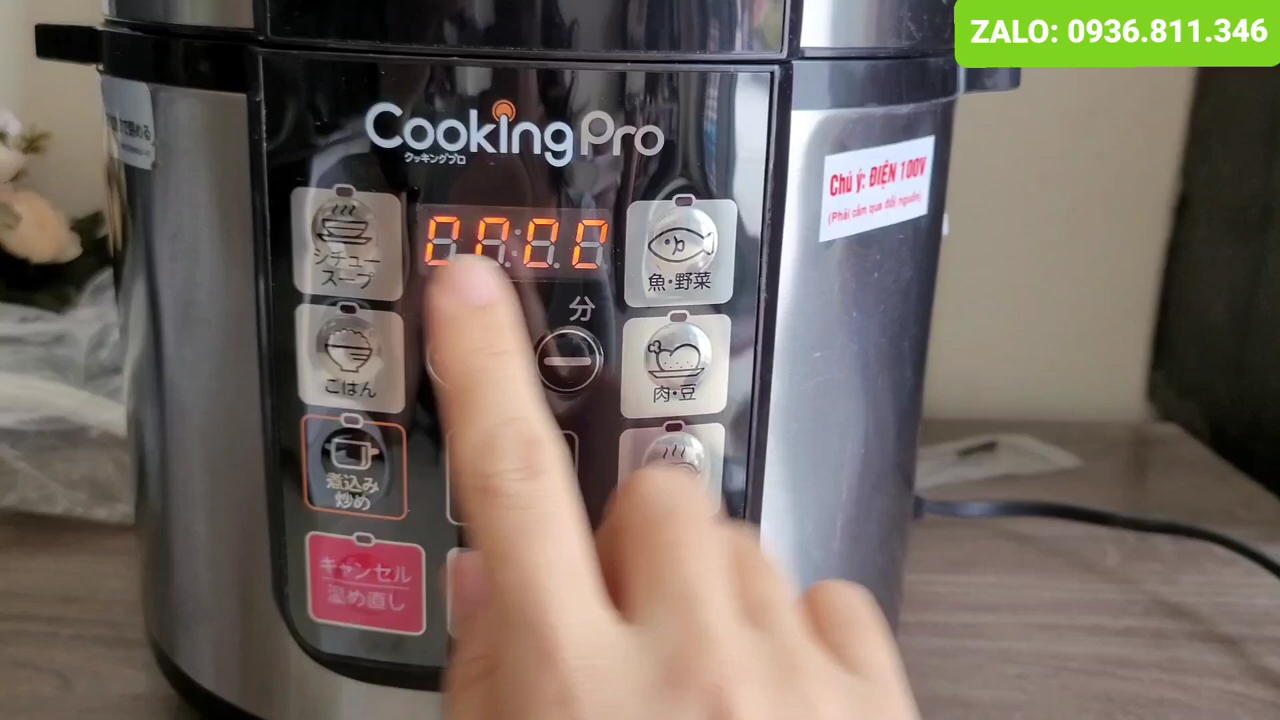 ZALO: 0936.811.346
CookingPro
クッキングプロ
Chú ý: ĐIỆN 100V
(Phải cắm qua đổi nguồn)
シチュー
スープ
魚・野菜
分
ごはん
肉・豆
煮込み
炒め
キャンセル
温め直し